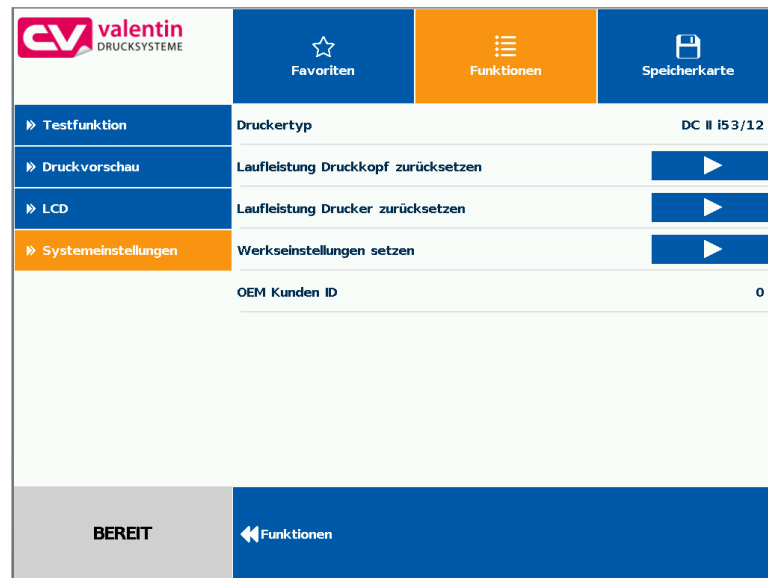 valentin
DRUCKSYSTEME
Favoriten
Funktionen
Speicherkarte
Testfunktion
Druckvorschau
LCD
Systemeinstellungen
Druckertyp DC II i53/12
Laufleistung Druckkopf zurücksetzen
Laufleistung Drucker zurücksetzen
Werkseinstellungen setzen
OEM Kunden ID 0
BEREIT
Funktionen